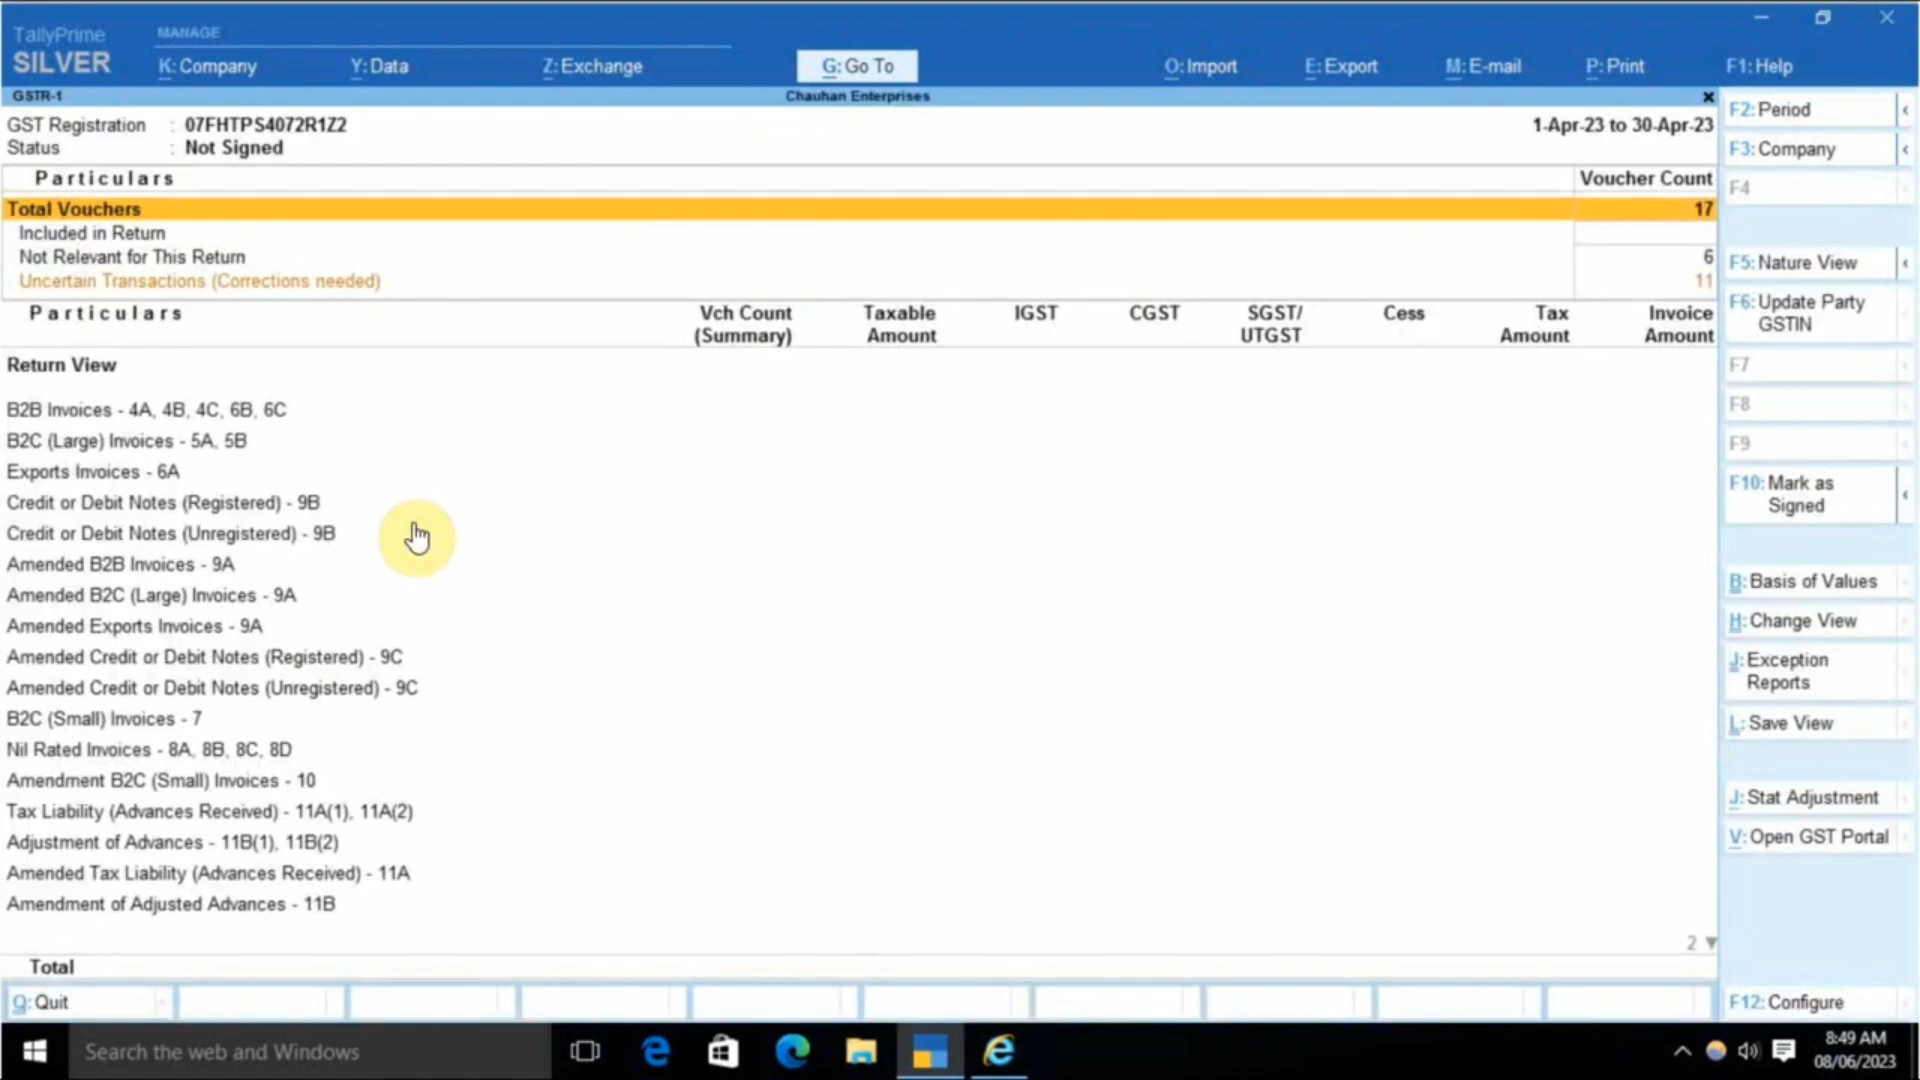 TallyPrime
SILVER
MANAGE
K: Company
Y: Data
Z: Exchange
G: Go To
O: Import
E: Export
M: E-mail
P: Print
F1: Help
GSTR-1
Chauhan Enterprises
GST Registration : 07FHTPS4072R1Z2
1-Apr-23 to 30-Apr-23
Status : Not Signed
Particulars
Voucher Count
Total Vouchers 17
Included in Return
Not Relevant for This Return 6
Uncertain Transactions (Corrections needed) 11
Particulars
Vch Count
(Summary)
Taxable
Amount
IGST
CGST
SGST/
UTGST
Cess
Tax
Amount
Invoice
Amount
Return View
B2B Invoices - 4A, 4B, 4C, 6B, 6C
B2C (Large) Invoices - 5A, 5B
Exports Invoices - 6A
Credit or Debit Notes (Registered) - 9B
Credit or Debit Notes (Unregistered) - 9B
Amended B2B Invoices - 9A
Amended B2C (Large) Invoices - 9A
Amended Exports Invoices - 9A
Amended Credit or Debit Notes (Registered) - 9C
Amended Credit or Debit Notes (Unregistered) - 9C
B2C (Small) Invoices - 7
Nil Rated Invoices - 8A, 8B, 8C, 8D
Amendment B2C (Small) Invoices - 10
Tax Liability (Advances Received) - 11A(1), 11A(2)
Adjustment of Advances - 11B(1), 11B(2)
Amended Tax Liability (Advances Received) - 11A
Amendment of Adjusted Advances - 11B
2
Total
Q: Quit
F2: Period
F3: Company
F4
F5: Nature View
F6: Update Party
GSTIN
F7
F8
F9
F10: Mark as
Signed
B: Basis of Values
H: Change View
J: Exception
Reports
L: Save View
J: Stat Adjustment
V: Open GST Portal
F12: Configure
Search the web and Windows
8:49 AM
08/06/2023